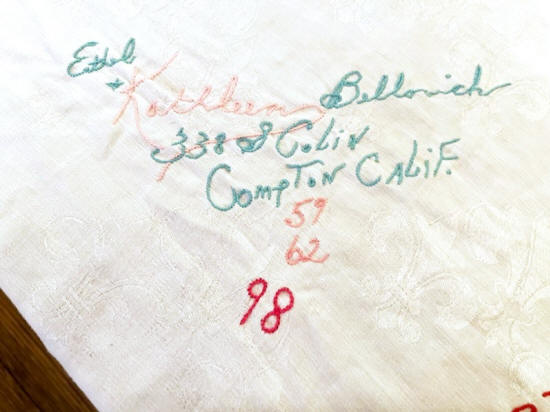 Ethel
+ Kathleen Bellovich
338 S Colin
Compton Calif.
59
62
98